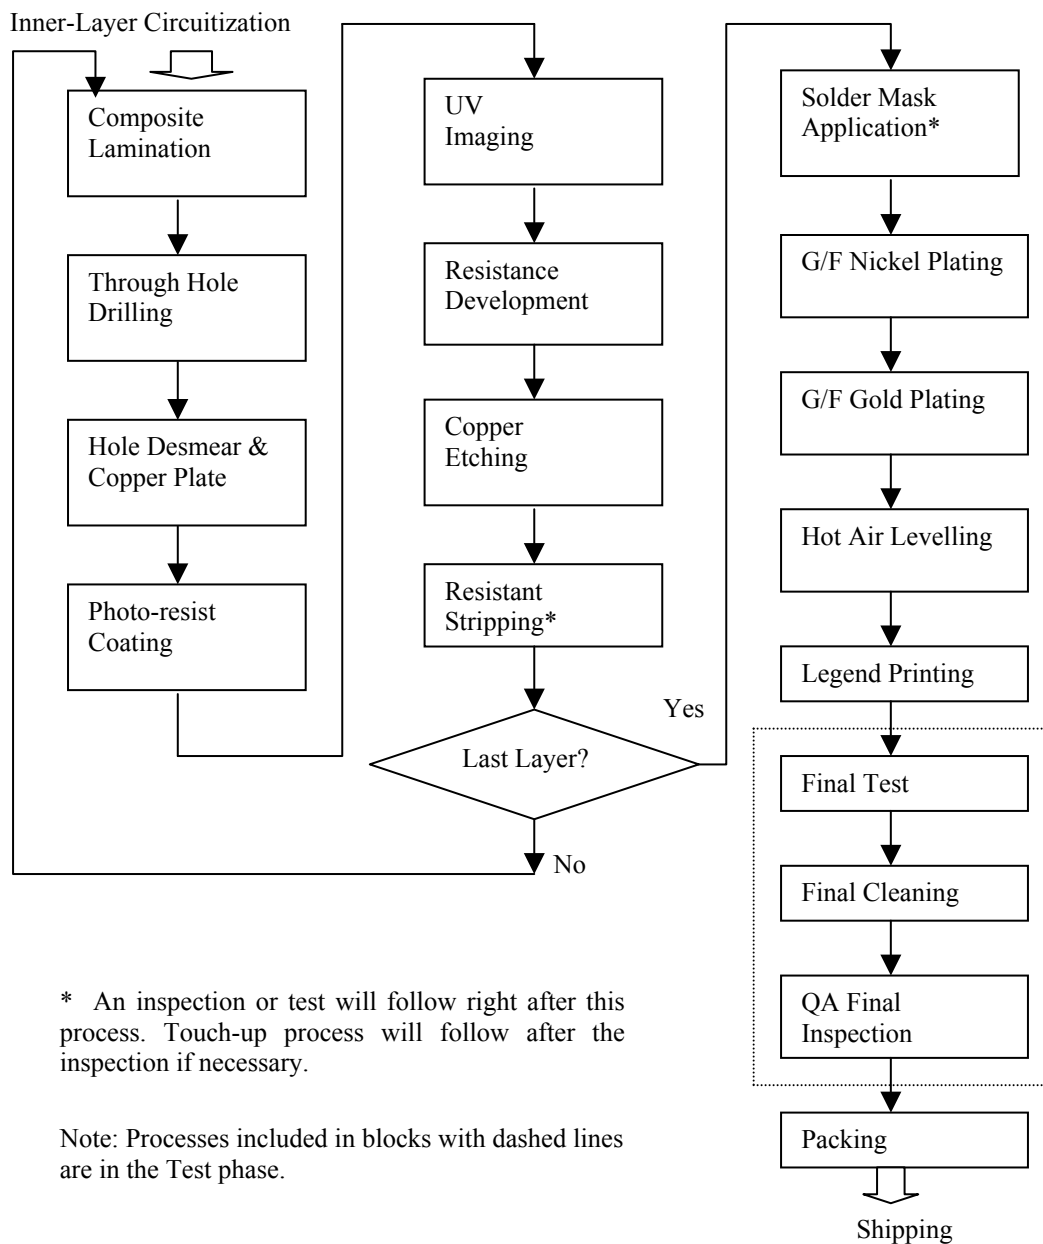 Inner-Layer Circuitization
Composite
Lamination
Through Hole
Drilling
Hole Desmear &
Copper Plate
Photo-resist
Coating
UV
Imaging
Resistance
Development
Copper
Etching
Resistant
Stripping*
Last Layer?
Yes
No
Solder Mask
Application*
G/F Nickel Plating
G/F Gold Plating
Hot Air Levelling
Legend Printing
Final Test
Final Cleaning
QA Final
Inspection
Packing
Shipping
* An inspection or test will follow right after this
process. Touch-up process will follow after the
inspection if necessary.
Note: Processes included in blocks with dashed lines
are in the Test phase.